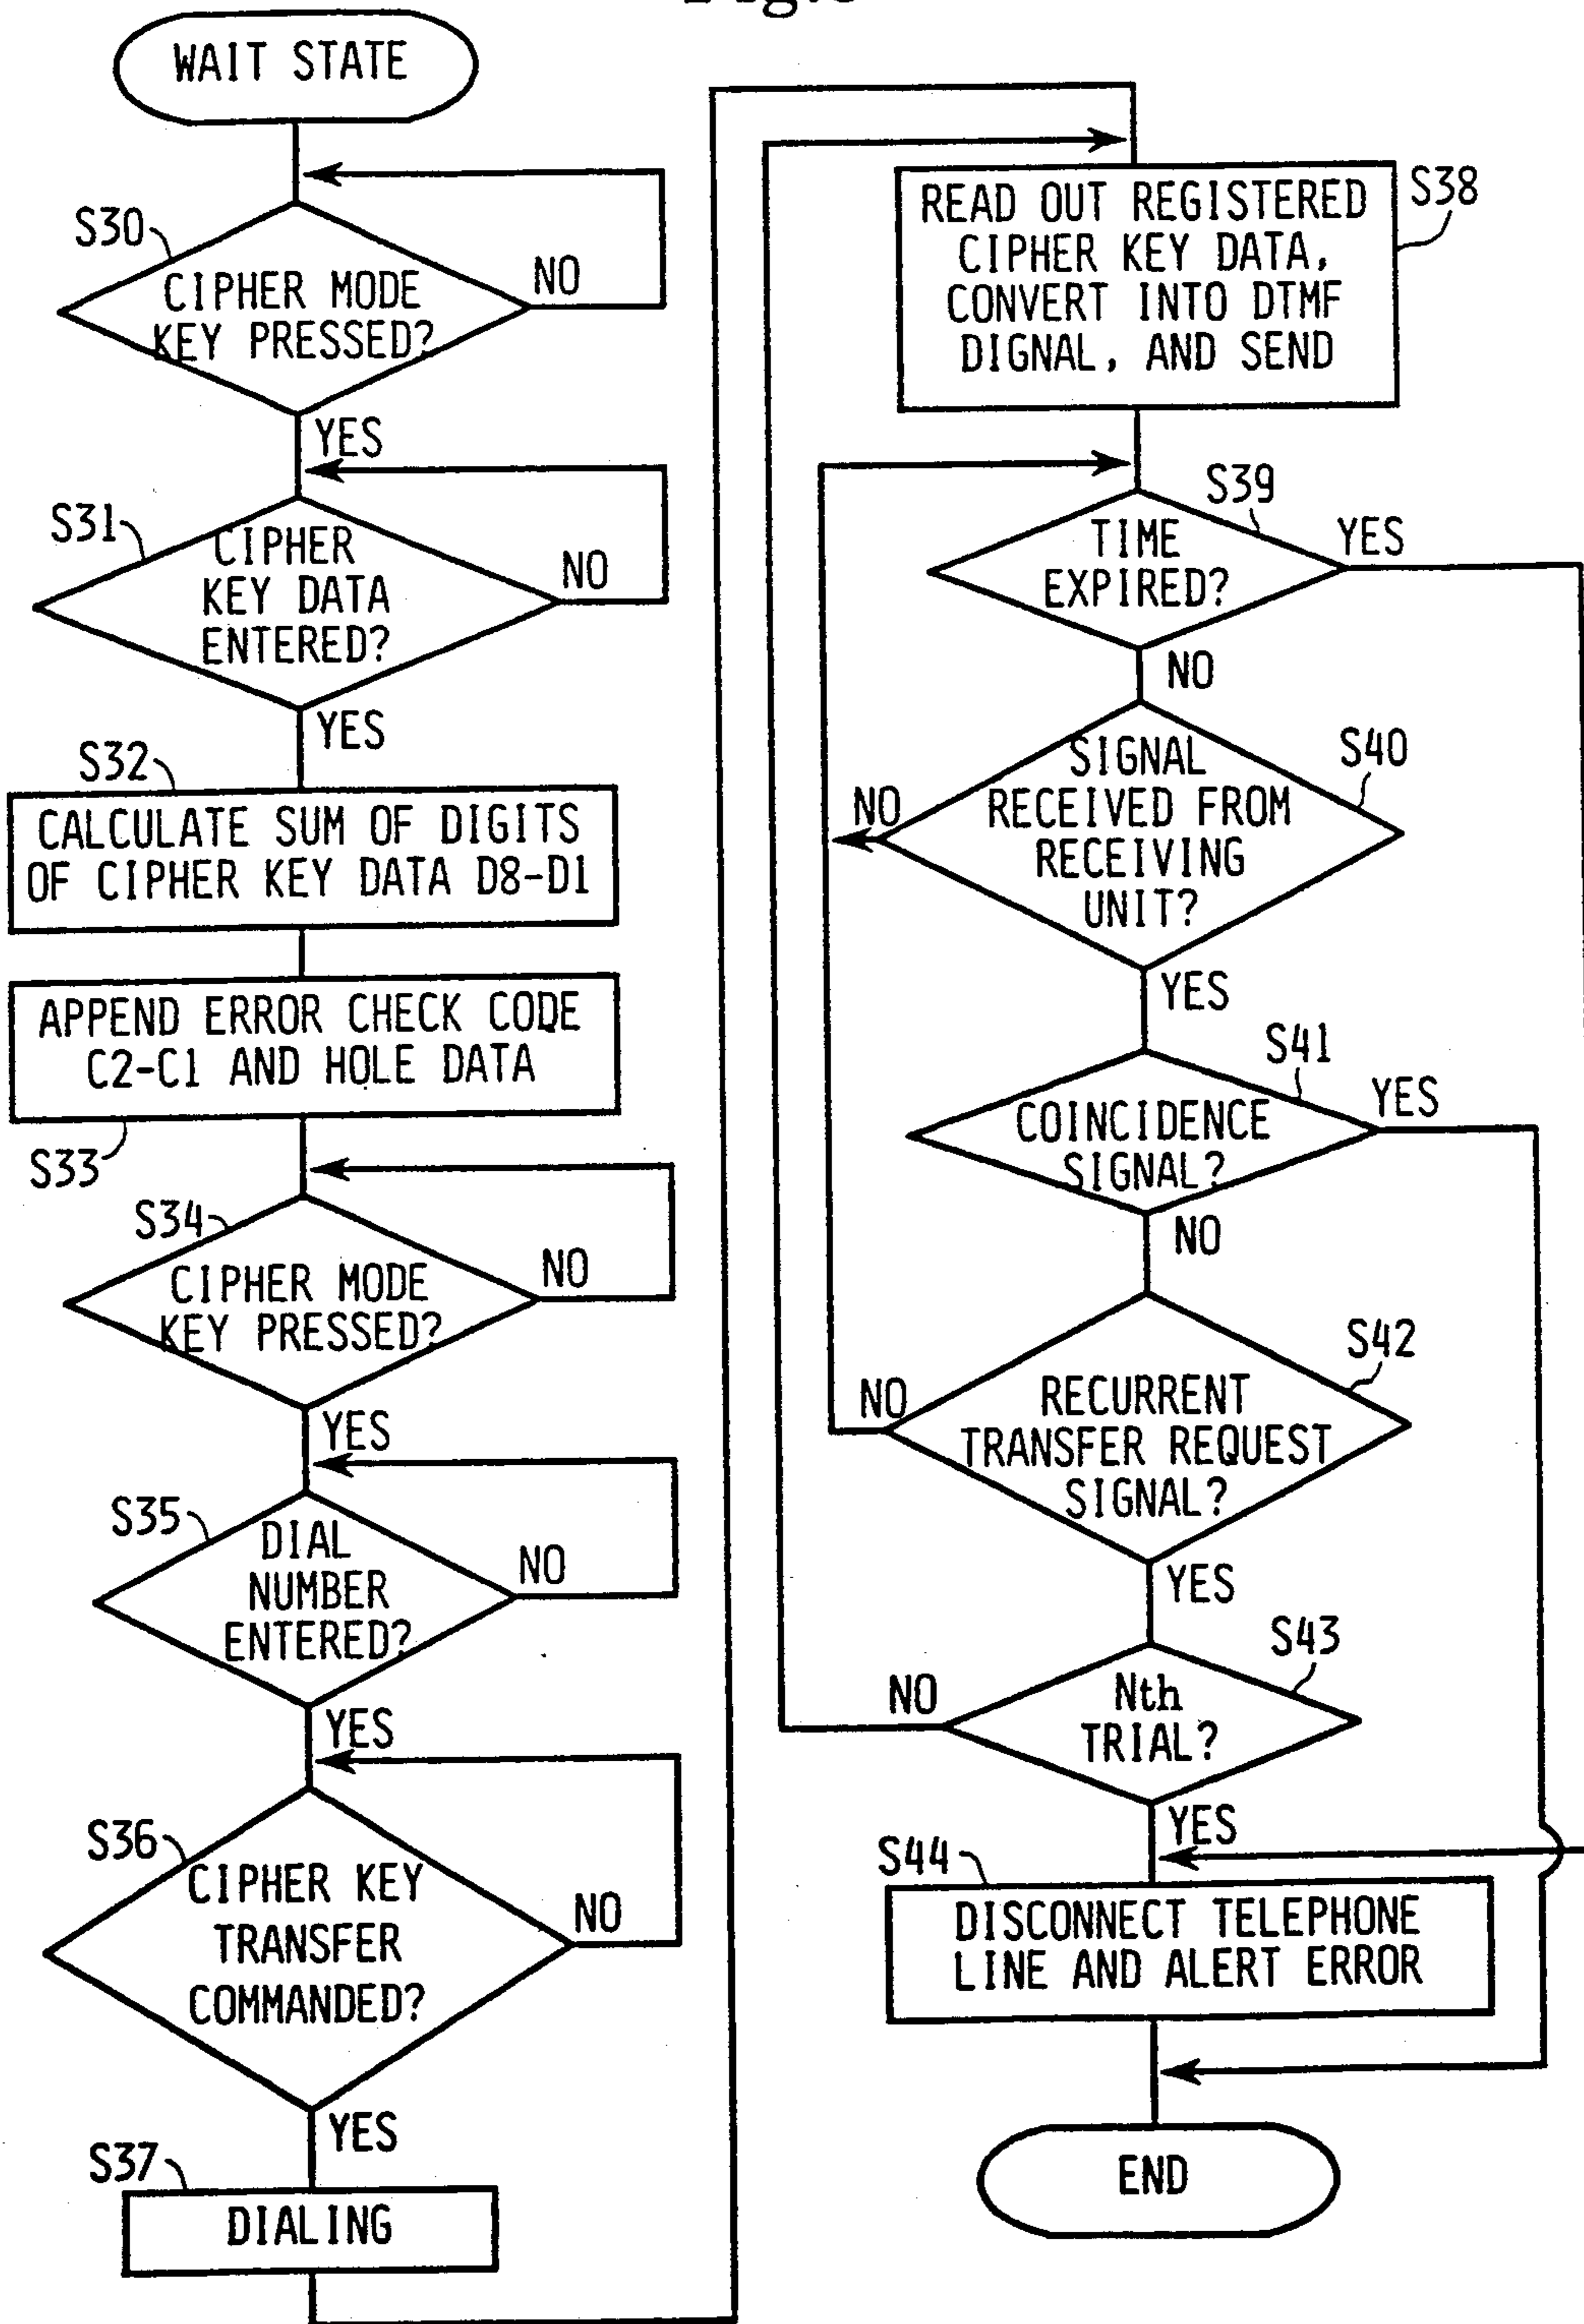 WAIT STATE
S30
CIPHER MODE
KEY PRESSED?
NO
YES
S31
CIPHER
KEY DATA
ENTERED?
NO
YES
S32
CALCULATE SUM OF DIGITS
OF CIPHER KEY DATA D8-D1
APPEND ERROR CHECK CODE
C2-C1 AND HOLE DATA
S33
S34
CIPHER MODE
KEY PRESSED?
NO
YES
S35
DIAL
NUMBER
ENTERED?
NO
YES
S36
CIPHER KEY
TRANSFER
COMMANDED?
NO
YES
S37
DIALING
READ OUT REGISTERED
CIPHER KEY DATA,
CONVERT INTO DTMF
DIGNAL, AND SEND
S38
S39
TIME
EXPIRED?
YES
NO
S40
SIGNAL
RECEIVED FROM
RECEIVING
UNIT?
NO
YES
S41
COINCIDENCE
SIGNAL?
YES
NO
S42
RECURRENT
TRANSFER REQUEST
SIGNAL?
NO
YES
S43
Nth
TRIAL?
NO
YES
S44
DISCONNECT TELEPHONE
LINE AND ALERT ERROR
END